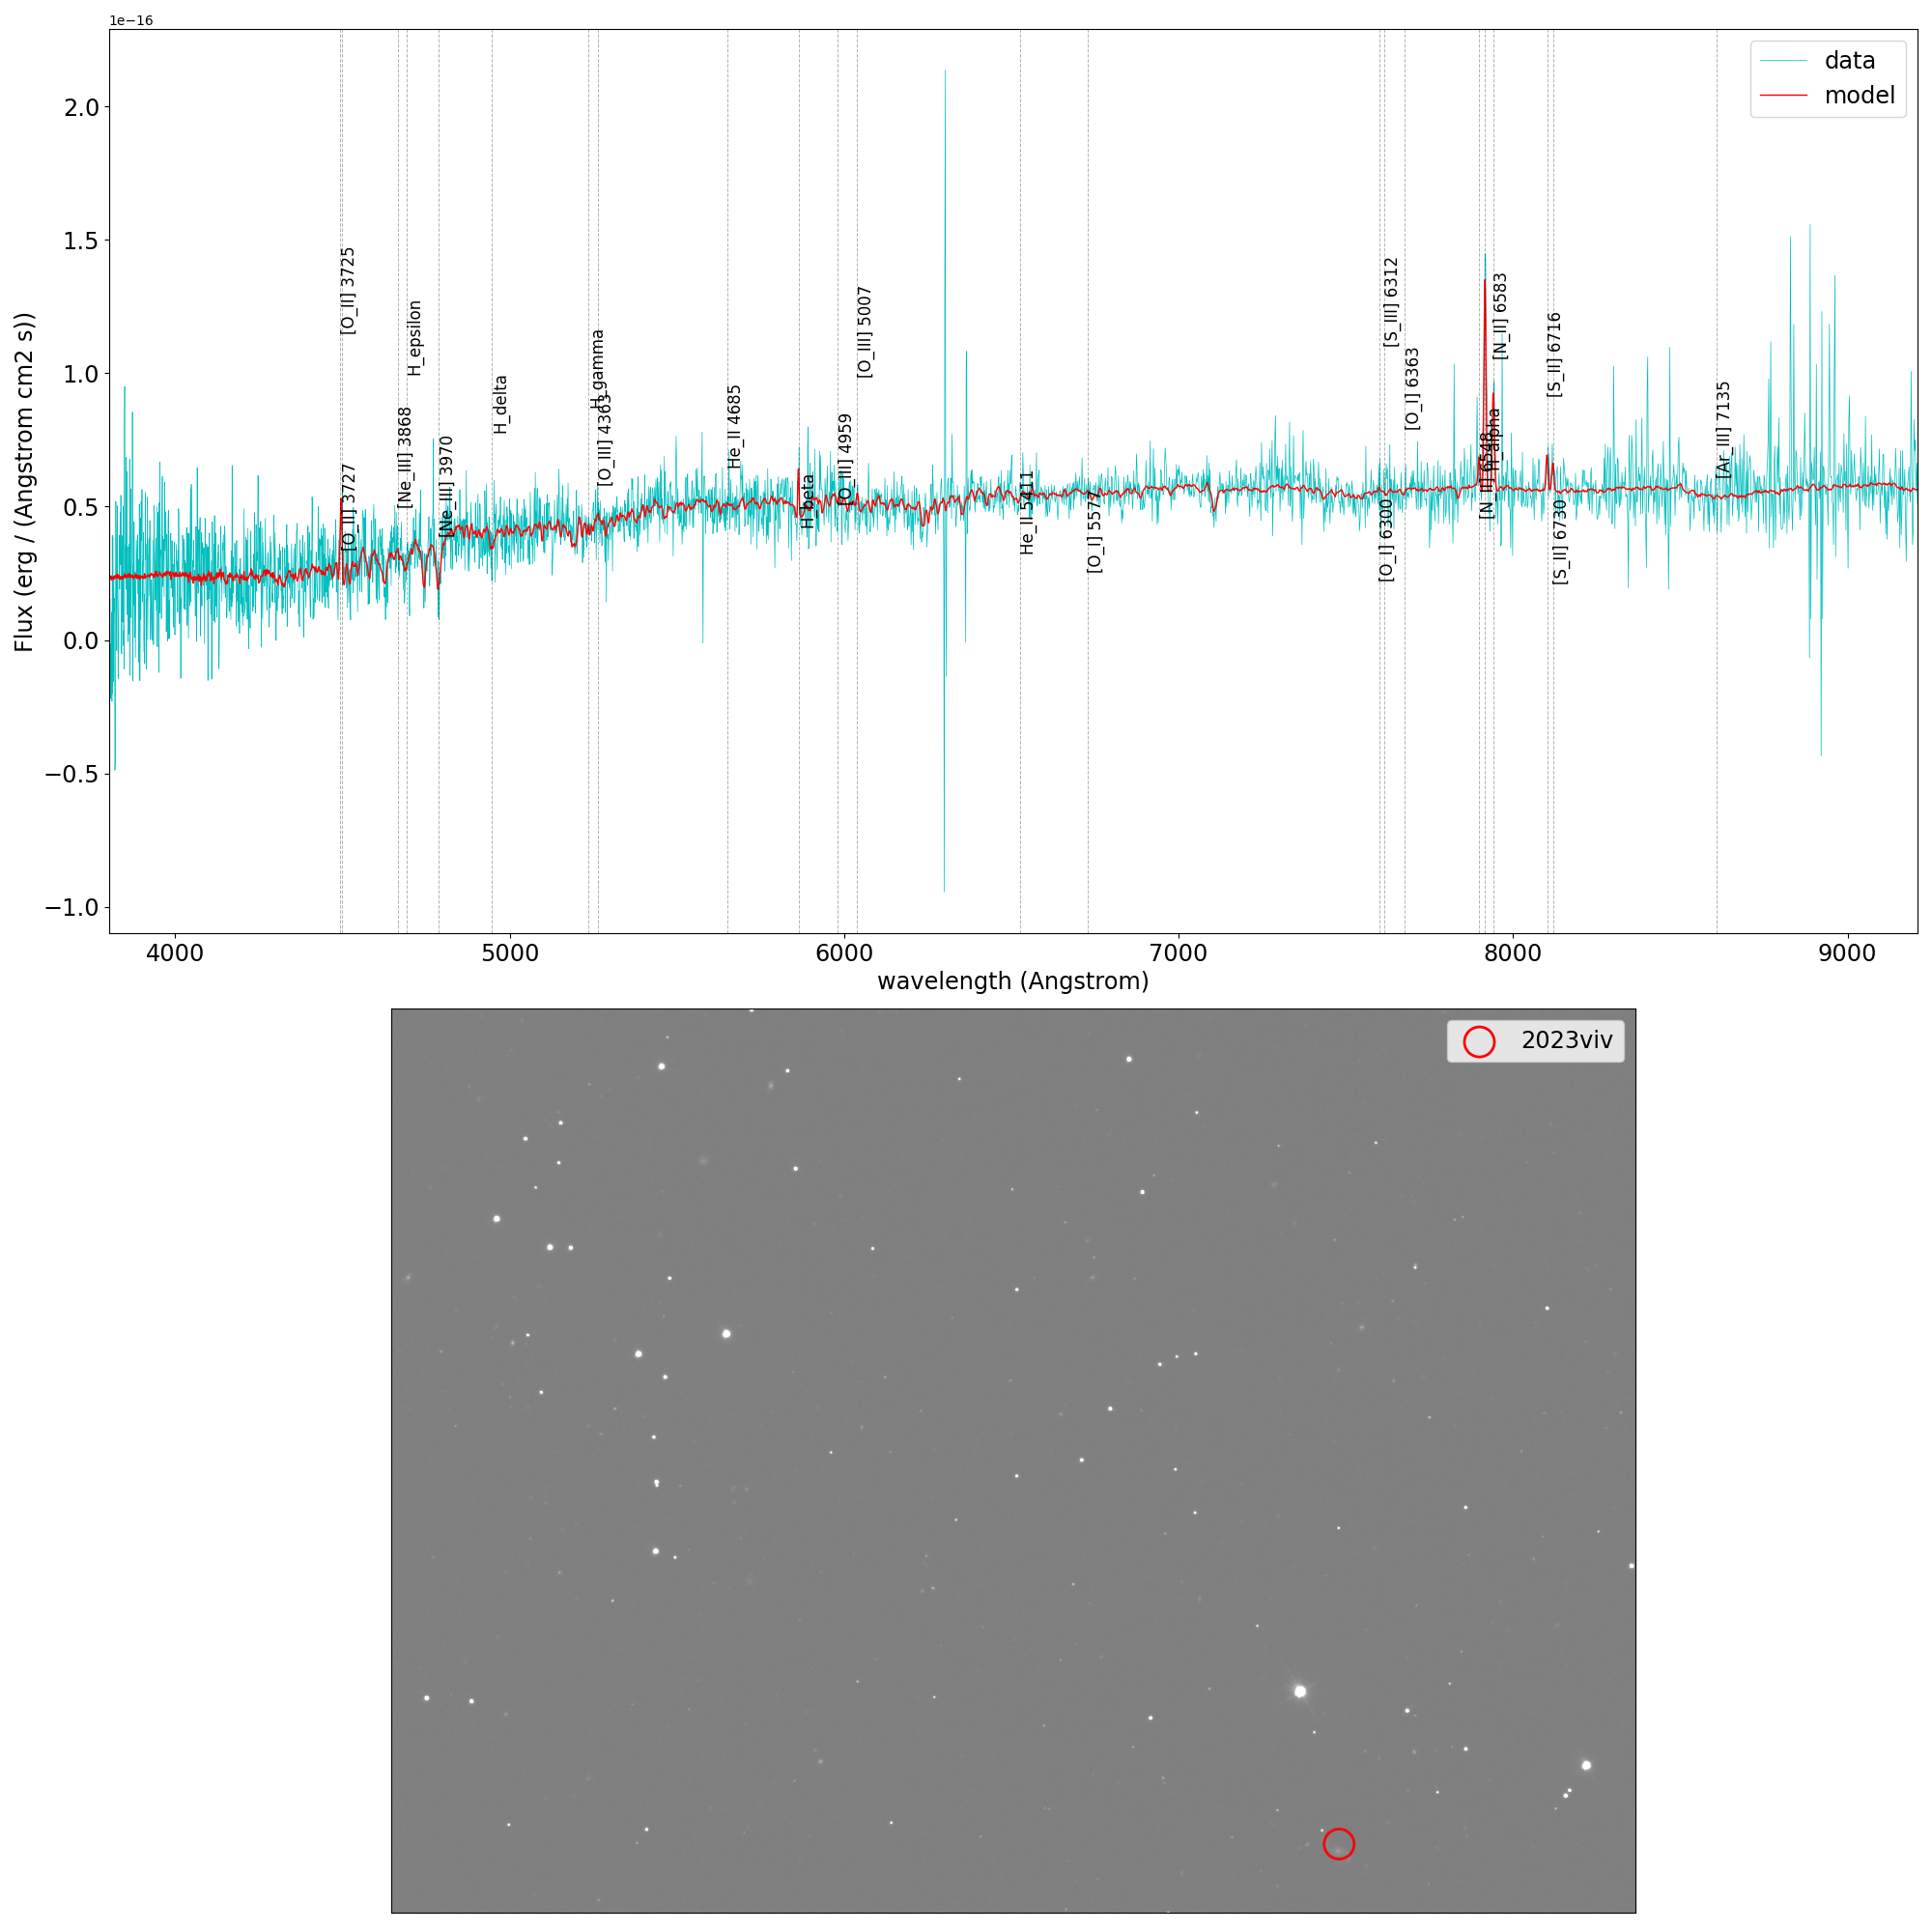 1e−16
data
model
2.0
1.5
1.0
0.5
0.0
−0.5
−1.0
Flux (erg / (Angstrom cm2 s))
[O_II] 3725
[O_II] 3727
[Ne_III] 3868
H_epsilon
[Ne_III] 3970
H_delta
H_gamma
[O_III] 4363
He_II 4685
H_beta
[O_III] 4959
[O_III] 5007
He_II 5411
[O_I] 5577
[O_I] 6300
[S_III] 6312
[O_I] 6363
[N_II] 6548
H_alpha
[N_II] 6583
[S_II] 6716
[S_II] 6730
[Ar_III] 7135
4000 5000 6000 7000 8000 9000
wavelength (Angstrom)
2023viv